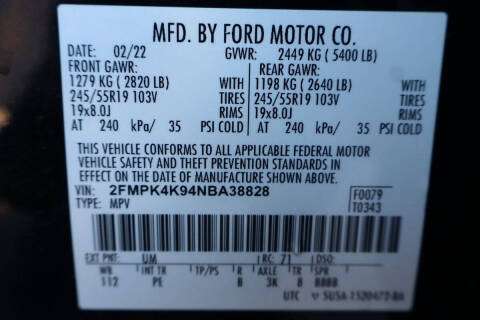 MFD. BY FORD MOTOR CO.
DATE: 02/22 GVWR: 2449 KG (5400 LB)
FRONT GAWR: REAR GAWR:
1279 KG (2820 LB) WITH 1198 KG (2640 LB) WITH
245/55R19 103V TIRES 245/55R19 103V TIRES
19x8.0J RIMS 19x8.0J RIMS
AT 240 kPa/ 35 PSI COLD AT 240 kPa/ 35 PSI COLD
THIS VEHICLE CONFORMS TO ALL APPLICABLE FEDERAL MOTOR
VEHICLE SAFETY AND THEFT PREVENTION STANDARDS IN
EFFECT ON THE DATE OF MANUFACTURE SHOWN ABOVE.
VIN: 2FMPK4K94NBA38828 F0079
TYPE: MPV T0343
EXT PNT: UM RC: 71 DSO:
WB INT TR TP/PS R AXLE TR SPR
112 PE B 3K 8 BBBB
UTC